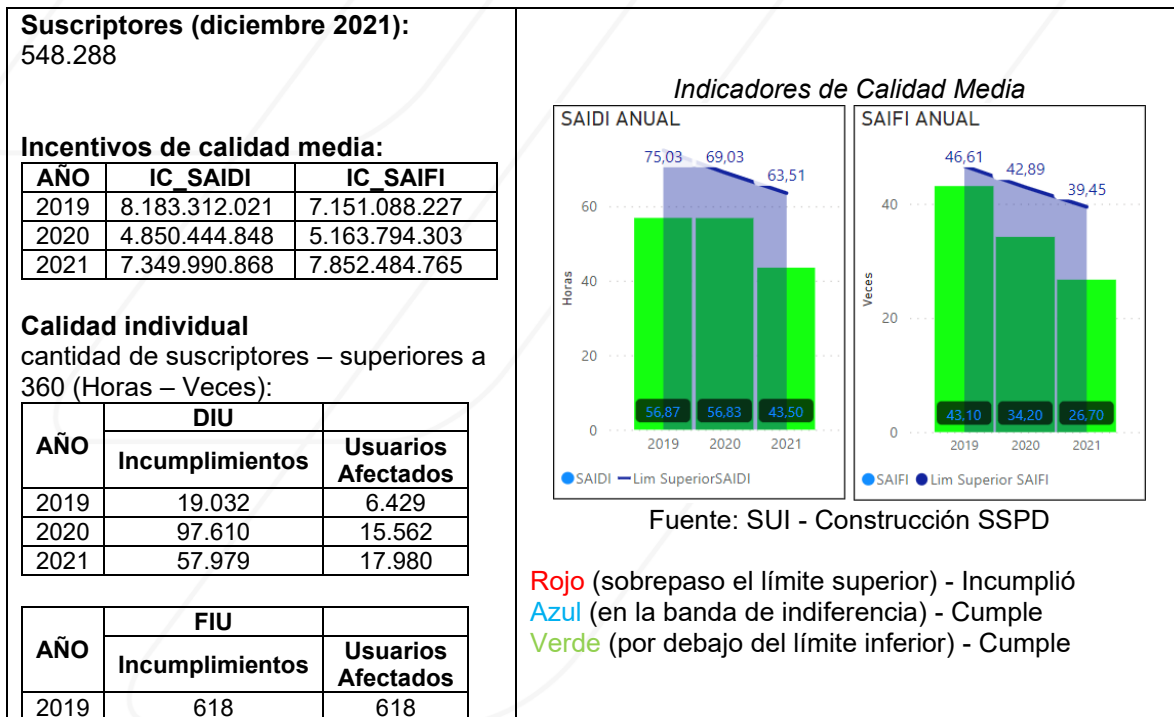 Suscriptores (diciembre 2021):
548.288
Incentivos de calidad media:
AÑO IC_SAIDI IC_SAIFI
2019 8.183.312.021 7.151.088.227
2020 4.850.444.848 5.163.794.303
2021 7.349.990.868 7.852.484.765
Calidad individual
cantidad de suscriptores – superiores a
360 (Horas – Veces):
AÑO DIU
Incumplimientos Usuarios
Afectados
2019 19.032 6.429
2020 97.610 15.562
2021 57.979 17.980
AÑO FIU
Incumplimientos Usuarios
Afectados
2019 618 618
Indicadores de Calidad Media
SAIDI ANUAL
75,03 69,03
63,51
60
40
20
0
Horas
56,87 56,83 43,50
2019 2020 2021
SAIDI Lim SuperiorSAIDI
SAIFI ANUAL
46,61
42,89
39,45
40
20
0
Veces
43,10 34,20 26,70
2019 2020 2021
SAIFI Lim Superior SAIFI
Fuente: SUI - Construcción SSPD
Rojo (sobrepaso el límite superior) - Incumplió
Azul (en la banda de indiferencia) - Cumple
Verde (por debajo del límite inferior) - Cumple